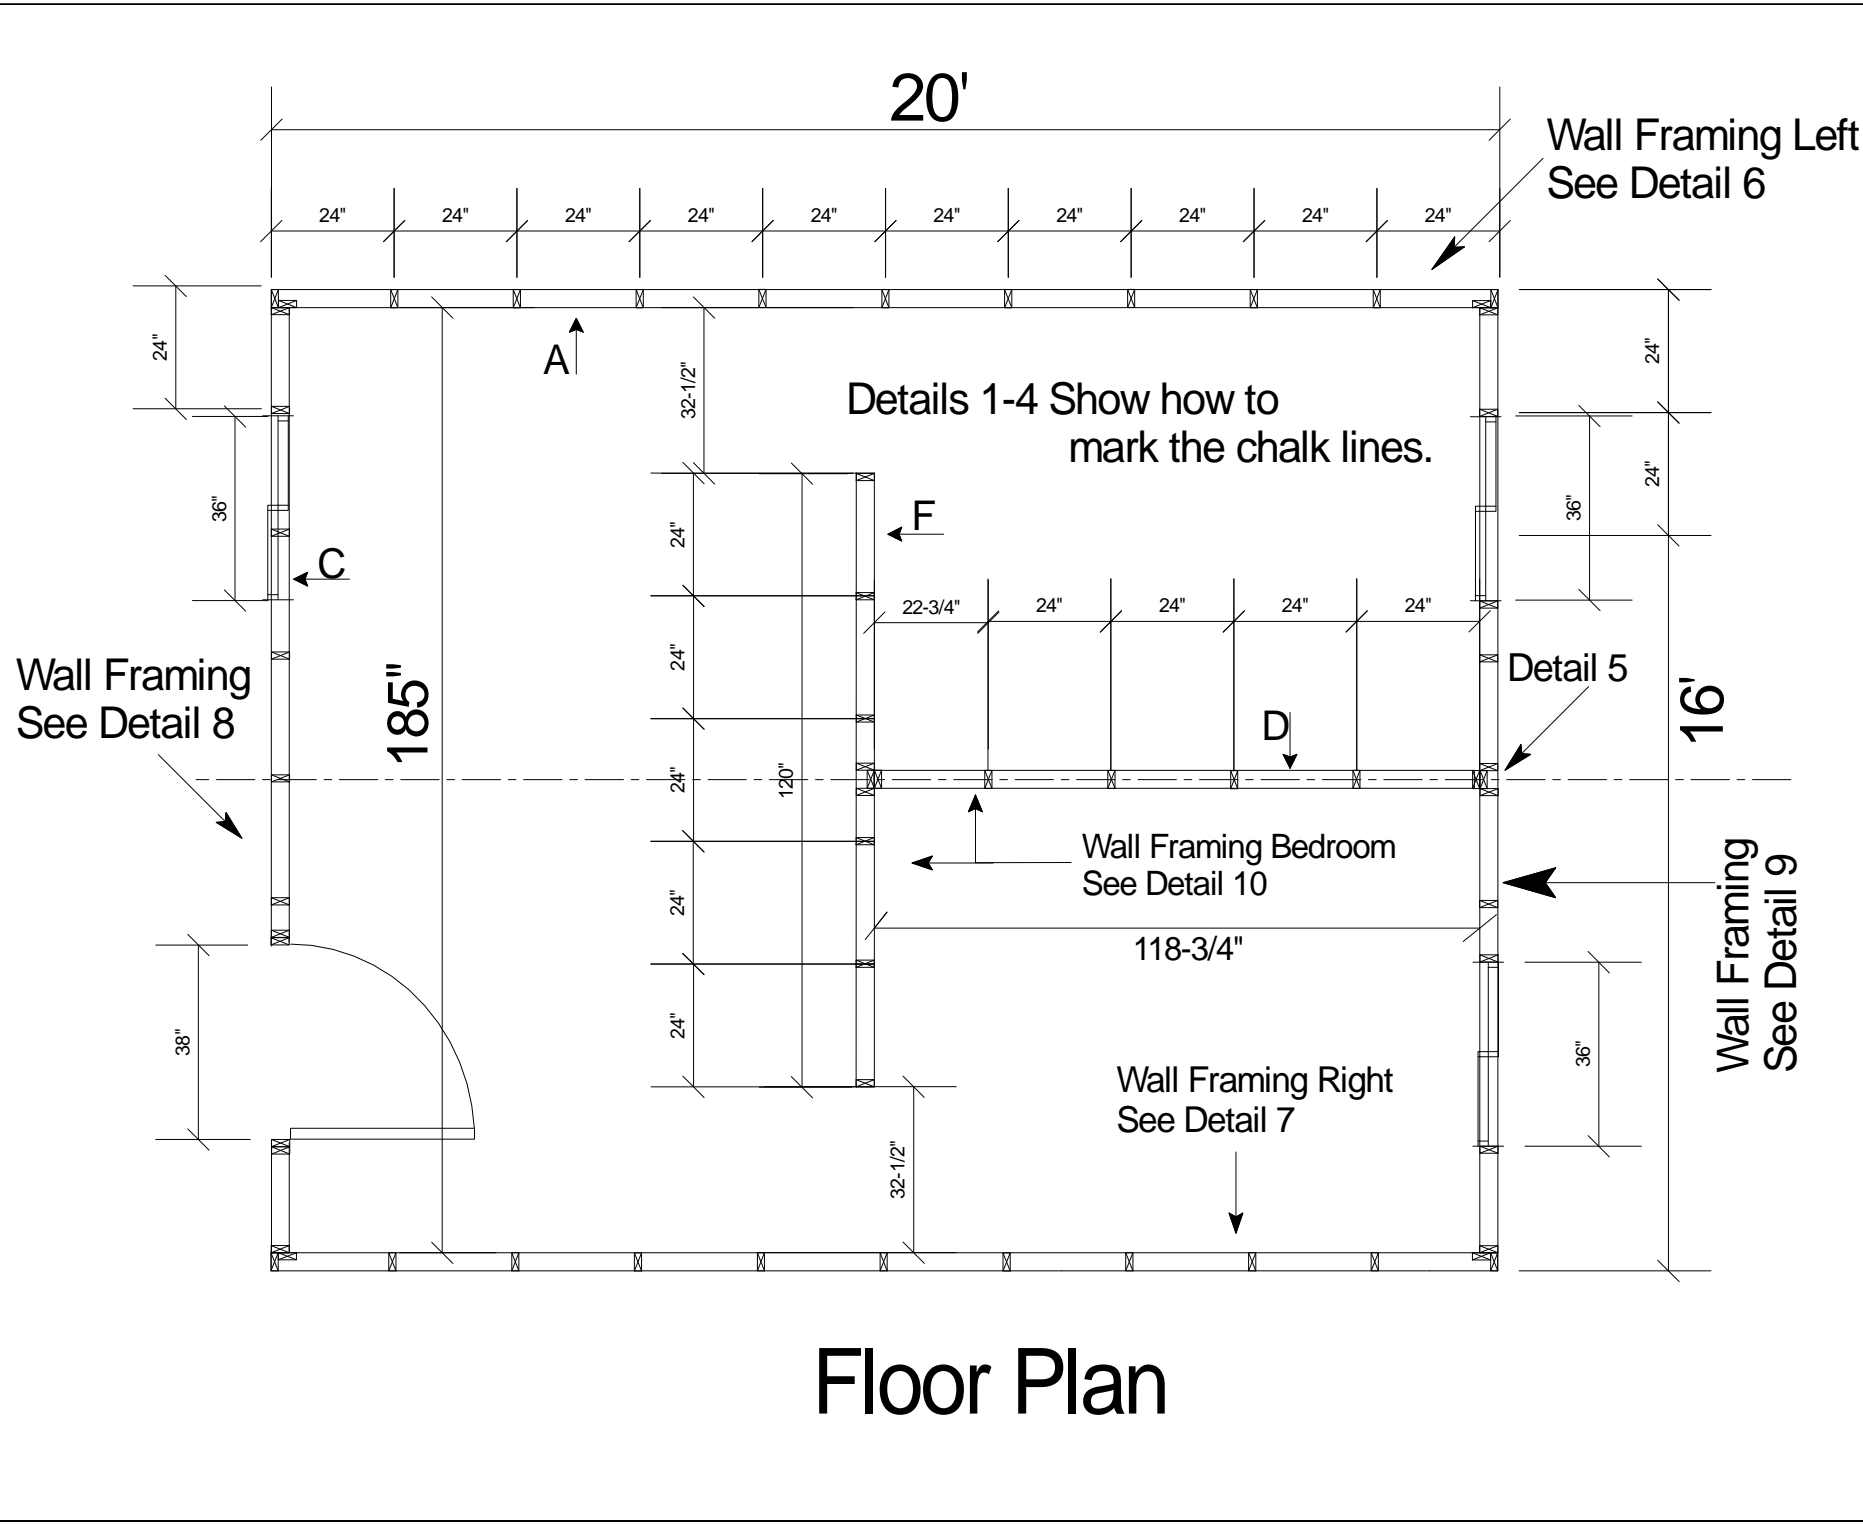 20'
Wall Framing Left
See Detail 6
24" 24" 24" 24" 24" 24" 24" 24" 24" 24"
24"
36"
A
32-1/2"
Details 1-4 Show how to
mark the chalk lines.
24"
24"
36"
C
F
24"
22-3/4" 24" 24" 24" 24"
Wall Framing
See Detail 8
185"
24"
24"
24"
24"
120"
D
Detail 5
16'
Wall Framing Bedroom
See Detail 10
118-3/4"
Wall Framing
See Detail 9
38"
36"
Wall Framing Right
See Detail 7
32-1/2"
Floor Plan